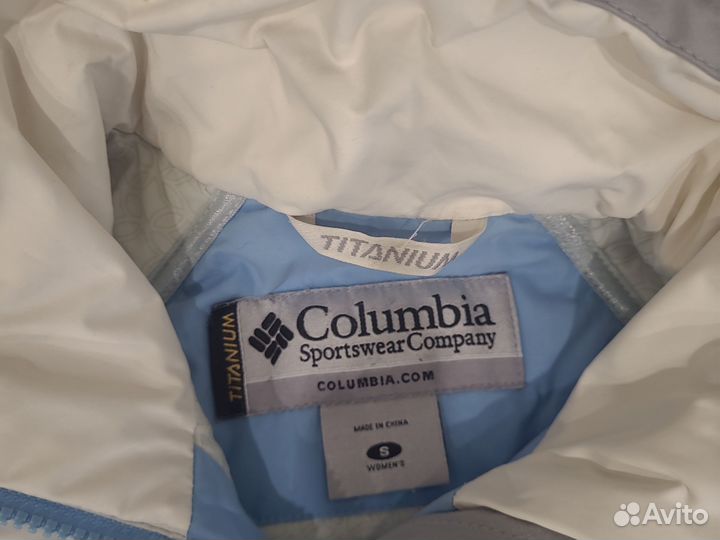 TITANIUM
TITANIUM
Columbia
Sportswear Company
COLUMBIA.COM
MADE IN CHINA
S
WOMEN'S
Avito